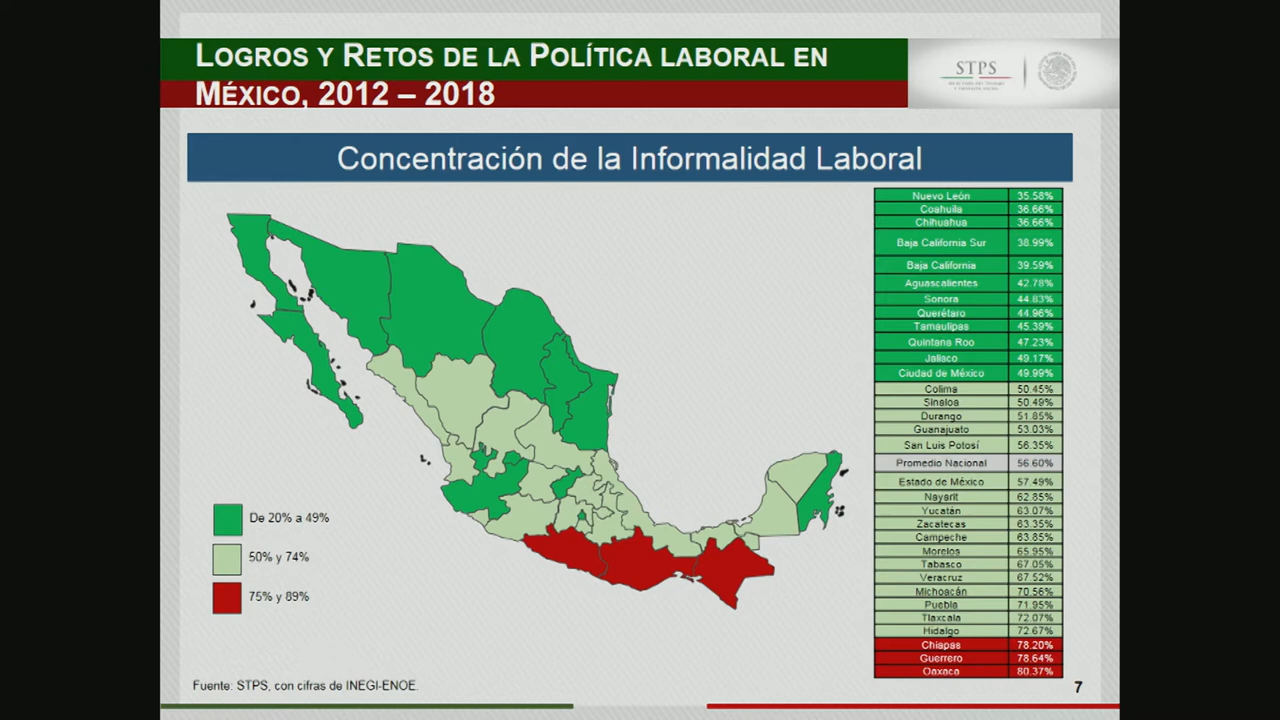 LOGROS Y RETOS DE LA POLÍTICA LABORAL EN
MÉXICO, 2012 – 2018
STPS
Concentración de la Informalidad Laboral
Nuevo León 35.58%
Coahuila 36.66%
Chihuahua 36.66%
Baja California Sur 38.99%
Baja California 39.59%
Aguascalientes 42.78%
Sonora 44.83%
Querétaro 44.96%
Tamaulipas 45.39%
Quintana Roo 47.23%
Jalisco 49.17%
Ciudad de México 49.99%
Colima 50.45%
Sinaloa 50.49%
Durango 51.85%
Guanajuato 53.03%
San Luis Potosí 56.35%
Promedio Nacional 56.60%
Estado de México 57.49%
Nayarit 62.85%
Yucatán 63.07%
Zacatecas 63.35%
Campeche 63.85%
Morelos 65.95%
Tabasco 67.05%
Veracruz 67.52%
Michoacán 70.56%
Puebla 71.95%
Tlaxcala 72.07%
Hidalgo 72.67%
Chiapas 78.20%
Guerrero 78.64%
Oaxaca 80.37%
De 20% a 49%
50% y 74%
75% y 89%
Fuente: STPS, con cifras de INEGI-ENOE.
7